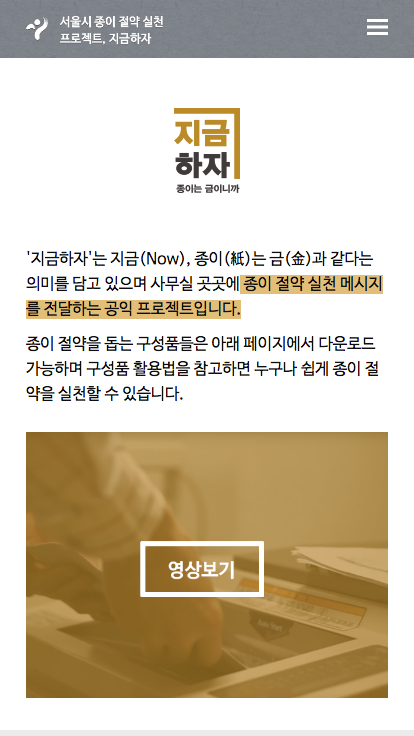 서울시 종이 절약 실천
프로젝트, 지금하자
지금
하자
종이는 금이니까
'지금하자'는 지금(Now), 종이(紙)는 금(金)과 같다는
의미를 담고 있으며 사무실 곳곳에 종이 절약 실천 메시지
를 전달하는 공익 프로젝트입니다.
종이 절약을 돕는 구성품들은 아래 페이지에서 다운로드
가능하며 구성품 활용법을 참고하면 누구나 쉽게 종이 절
약을 실천할 수 있습니다.
영상보기